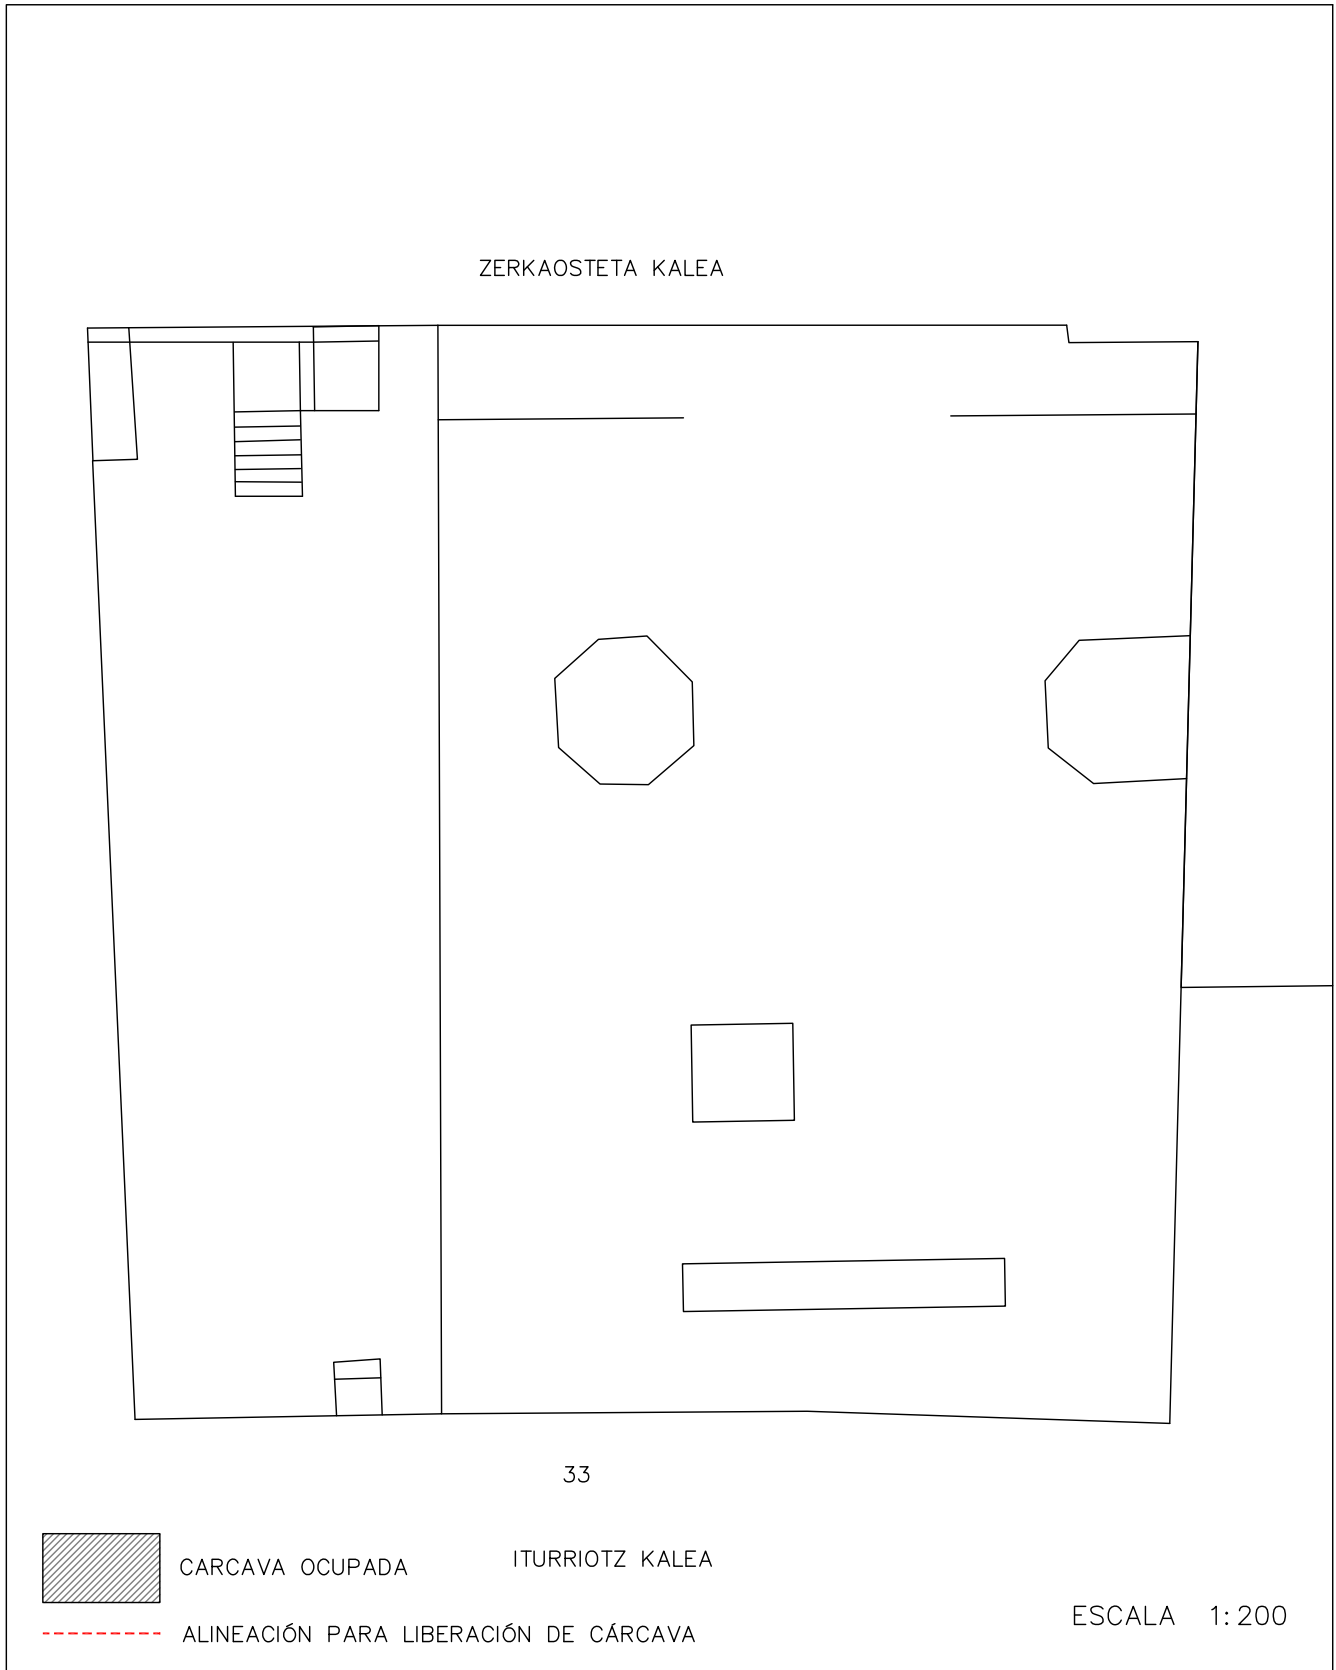 ZERKAOSTETA KALEA
33
CARCAVA OCUPADA
ITURRIOTZ KALEA
ALINEACIÓN PARA LIBERACIÓN DE CÁRCAVA
ESCALA 1:200